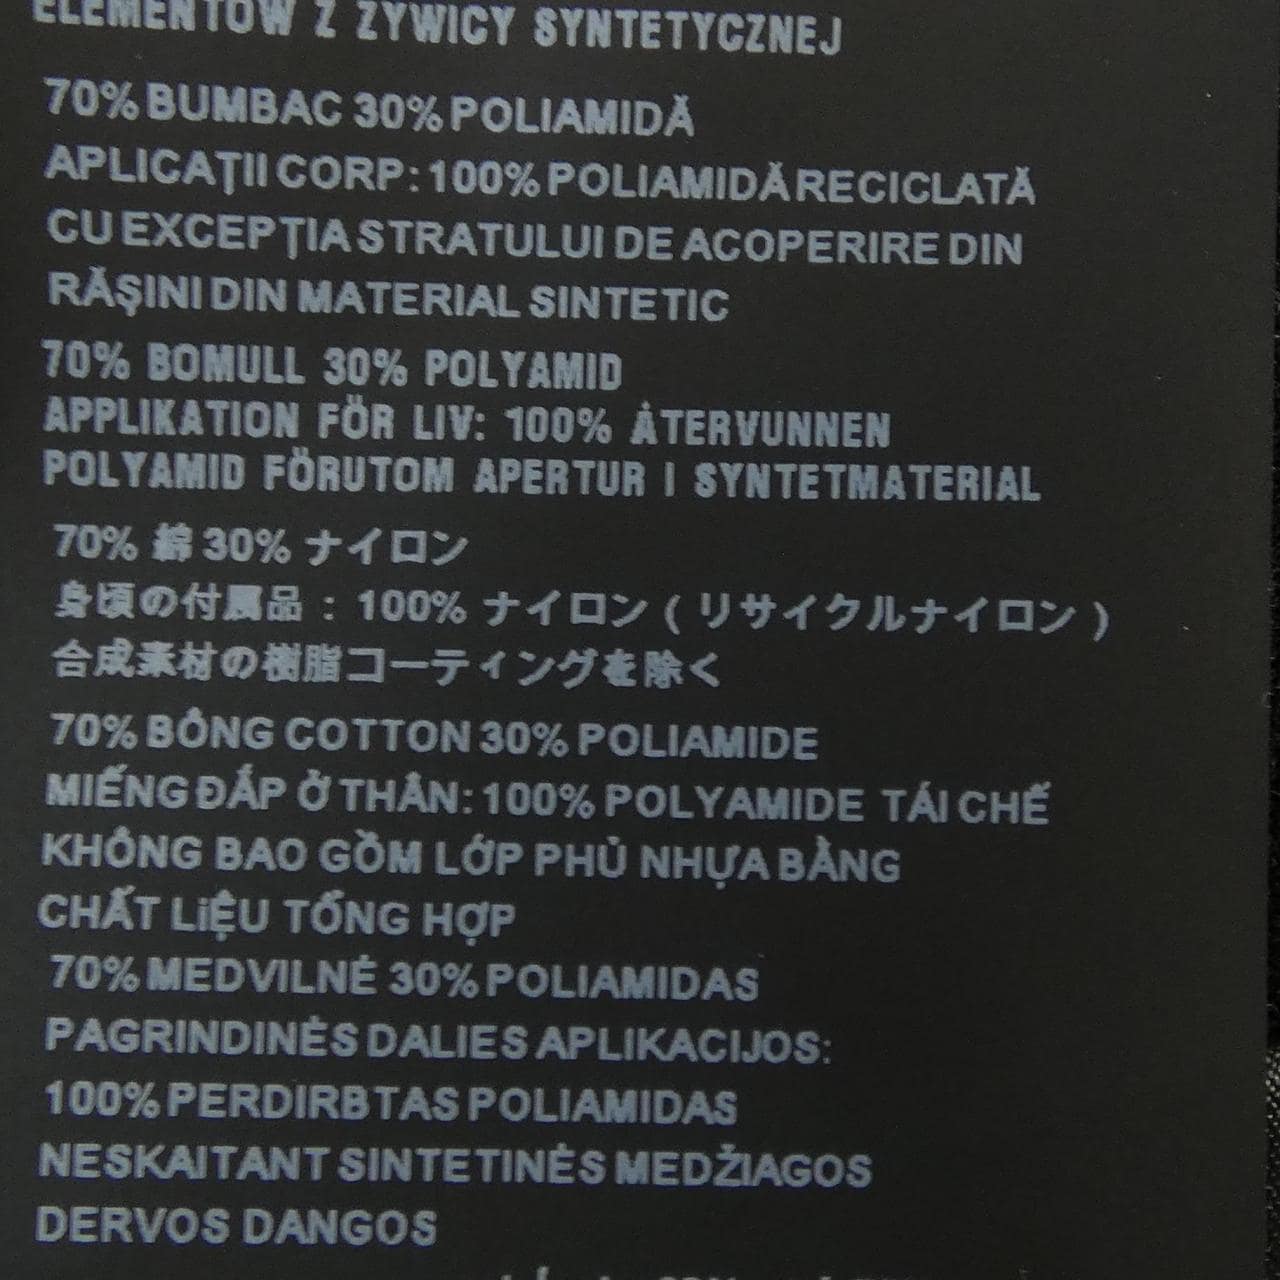 ELEMENTÓW Z ŻYWICY SYNTETYCZNEJ
70% BUMBAC 30% POLIAMIDĂ
APLICAŢII CORP: 100% POLIAMIDĂ RECICLATĂ
CU EXCEPŢIA STRATULUI DE ACOPERIRE DIN
RĂŞINI DIN MATERIAL SINTETIC
70% BOMULL 30% POLYAMID
APPLIKATION FÖR LIV: 100% ÅTERVUNNEN
POLYAMID FÖRUTOM APERTUR I SYNTETMATERIAL
70% 綿 30% ナイロン
身頃の付属品 : 100% ナイロン ( リサイクルナイロン )
合成素材の樹脂コーティングを除く
70% BÔNG COTTON 30% POLIAMIDE
MIẾNG ĐẮP Ở THÂN: 100% POLYAMIDE TÁI CHẾ
KHÔNG BAO GỒM LỚP PHỦ NHỰA BẰNG
CHẤT LiỆU TỔNG HỢP
70% MEDVILNĖ 30% POLIAMIDAS
PAGRINDINĖS DALIES APLIKACIJOS:
100% PERDIRBTAS POLIAMIDAS
NESKAITANT SINTETINĖS MEDŽIAGOS
DERVOS DANGOS